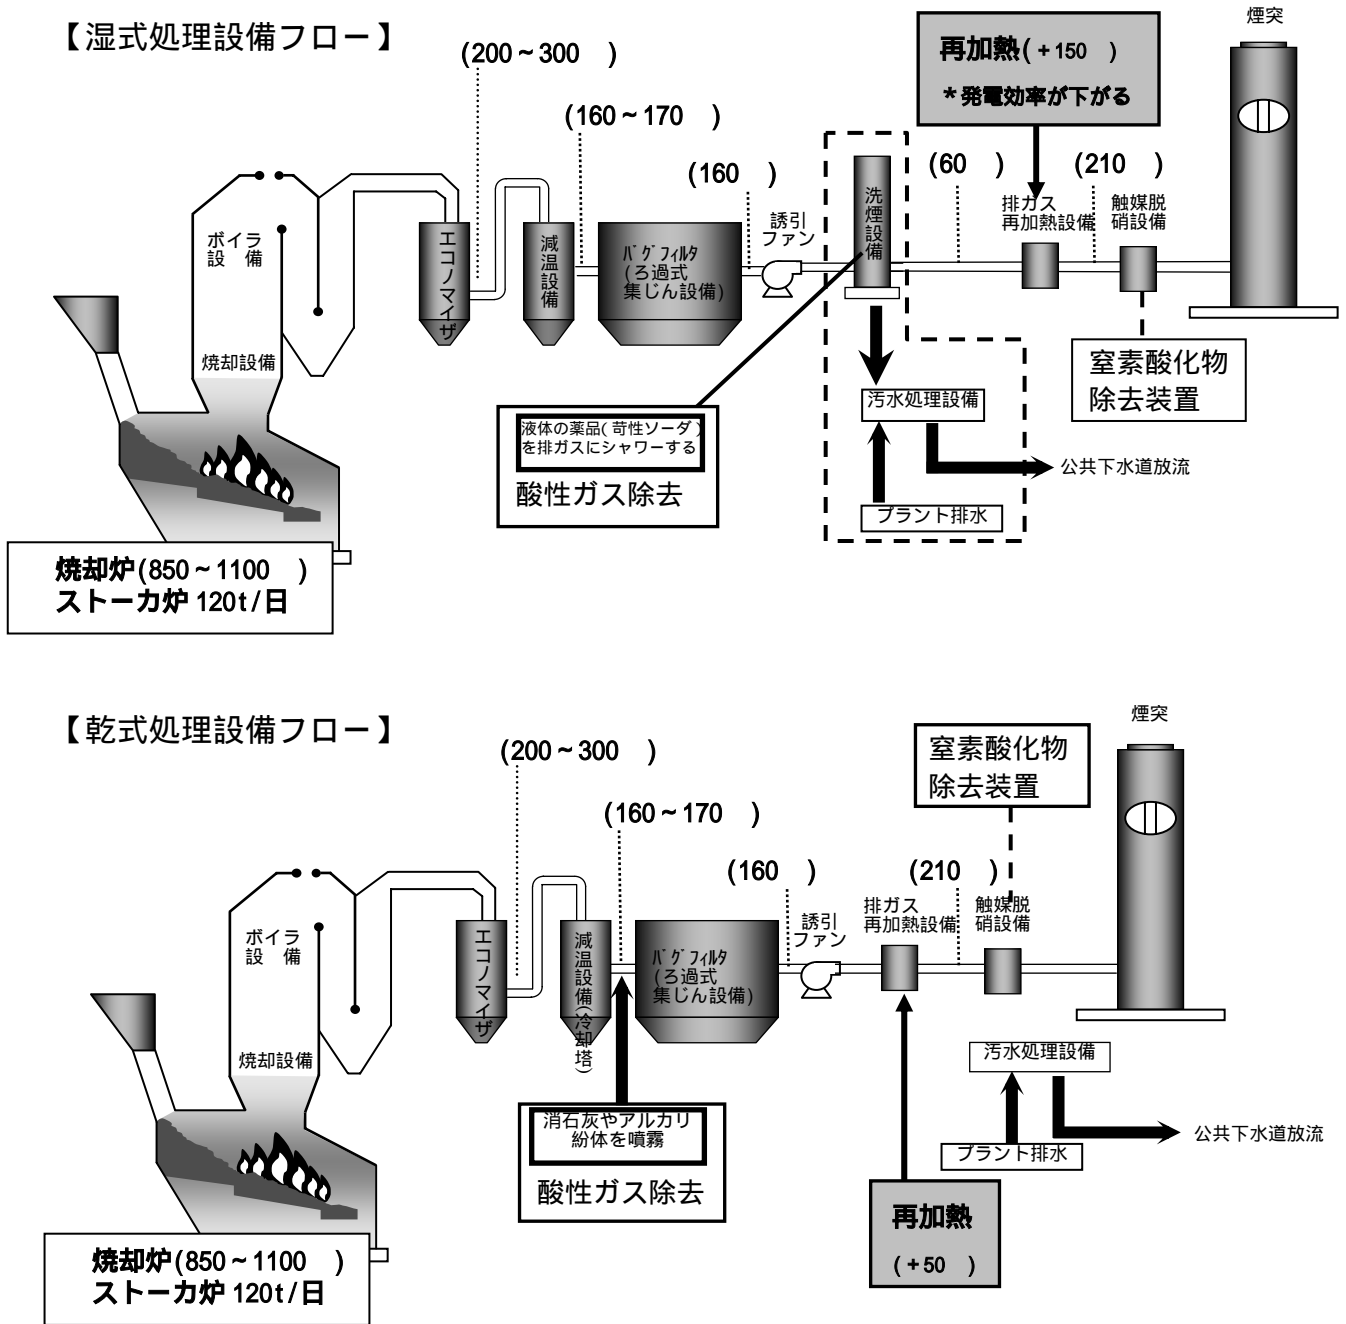 【湿式処理設備フロー】
(200~300　)
(160~170　)
(160　)
再加熱(+150　)
*発電効率が下がる
煙突
(60　)
(210　)
排ガス
再加熱設備
触媒脱
硝設備
誘引
ファン
洗煙設備
ボイラ
設　備
エコノマイザ
減温設備
バグフィルタ
(ろ過式
集じん設備)
焼却設備
窒素酸化物
除去装置
液体の薬品(苛性ソーダ)
を排ガスにシャワーする
酸性ガス除去
汚水処理設備
公共下水道放流
プラント排水
焼却炉(850~1100　)
ストーカ炉 120t/日
【乾式処理設備フロー】
(200~300　)
(160~170　)
(160　)
(210　)
窒素酸化物
除去装置
煙突
排ガス
再加熱設備
触媒脱
硝設備
誘引
ファン
ボイラ
設　備
エコノマイザ
減温設備(冷却塔)
バグフィルタ
(ろ過式
集じん設備)
焼却設備
消石灰やアルカリ
紛体を噴霧
酸性ガス除去
汚水処理設備
公共下水道放流
プラント排水
再加熱
(+50　)
焼却炉(850~1100　)
ストーカ炉 120t/日